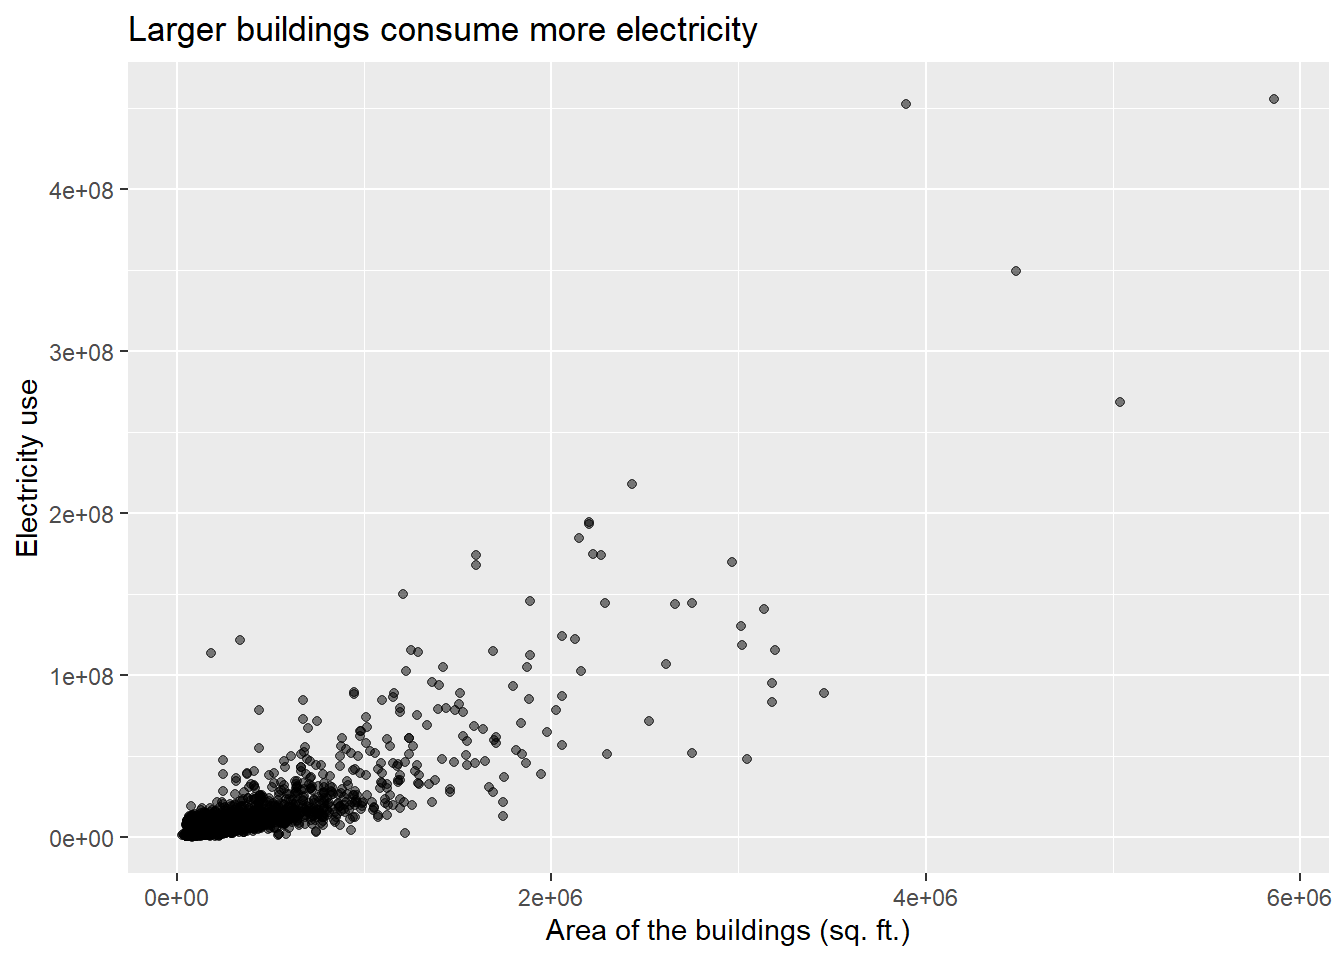 Larger buildings consume more electricity
Electricity use
4e+08
3e+08
2e+08
1e+08
0e+00
0e+00 2e+06 4e+06 6e+06
Area of the buildings (sq. ft.)